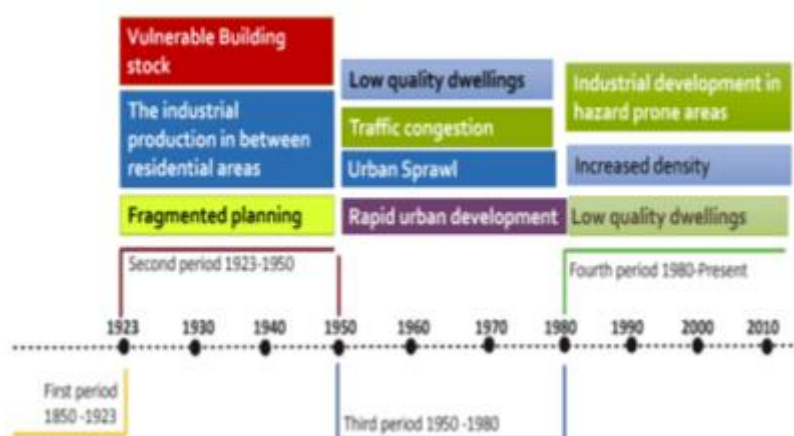 Vulnerable Building
stock
The industrial
production in between
residential areas
Fragmented planning
Low quality dwellings
Traffic congestion
Urban Sprawl
Rapid urban development
Industrial development in
hazard prone areas
Increased density
Low quality dwellings
Second period 1923-1950
Fourth period 1980-Present
1923 1930 1940 1950 1960 1970 1980 1990 2000 2010
First period
1850 -1923
Third period 1950 -1980